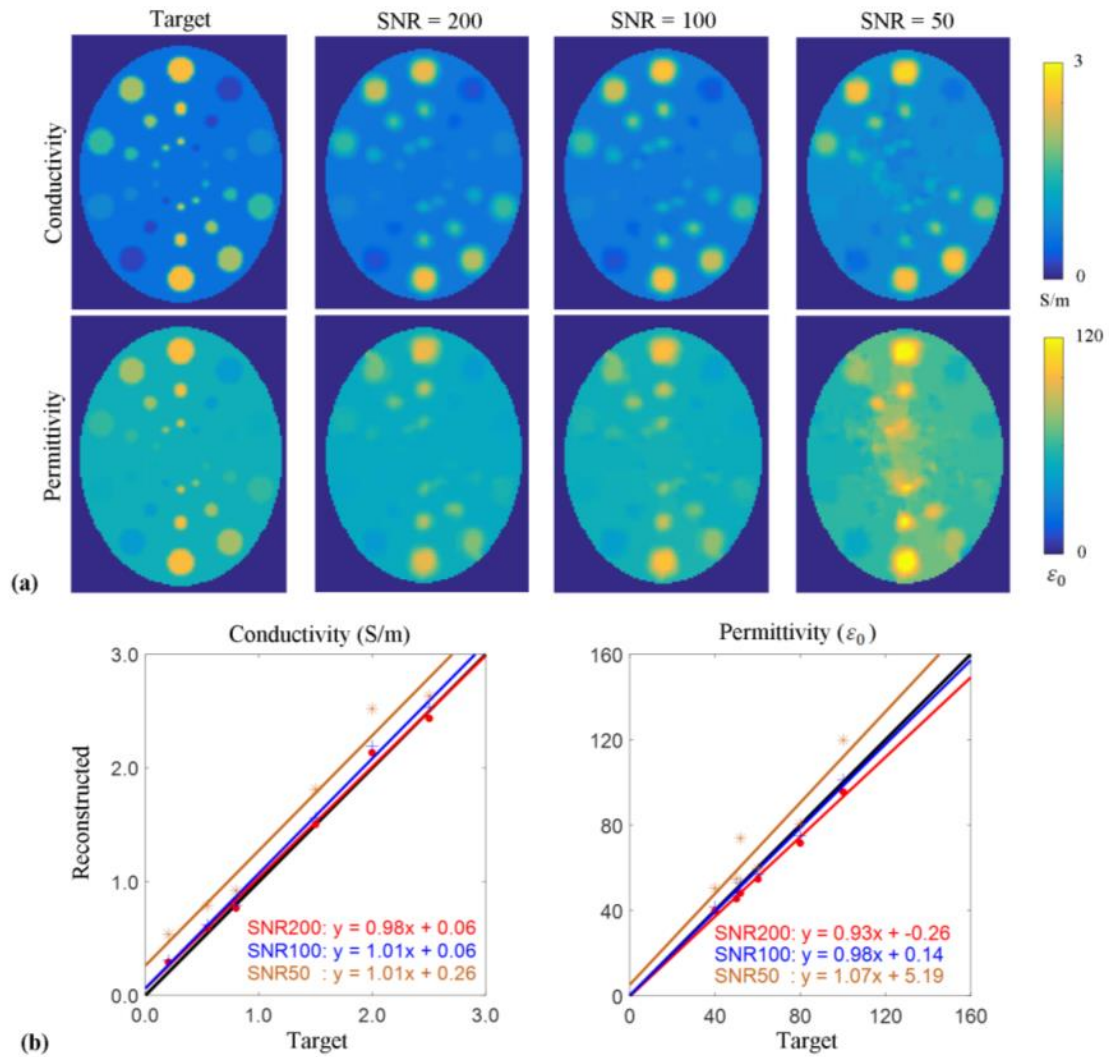 Target SNR = 200 SNR = 100 SNR = 50
3
Conductivity
0
S/m
120
Permittivity
0
ε₀
(a)
Conductivity (S/m)
3.0
2.0
1.0
0.0
Reconstructed
SNR200: y = 0.98x + 0.06
SNR100: y = 1.01x + 0.06
SNR50 : y = 1.01x + 0.26
0.0 1.0 2.0 3.0
Target
Permittivity (ε₀)
160
120
80
40
0
SNR200: y = 0.93x + -0.26
SNR100: y = 0.98x + 0.14
SNR50 : y = 1.07x + 5.19
0 40 80 120 160
Target
(b)